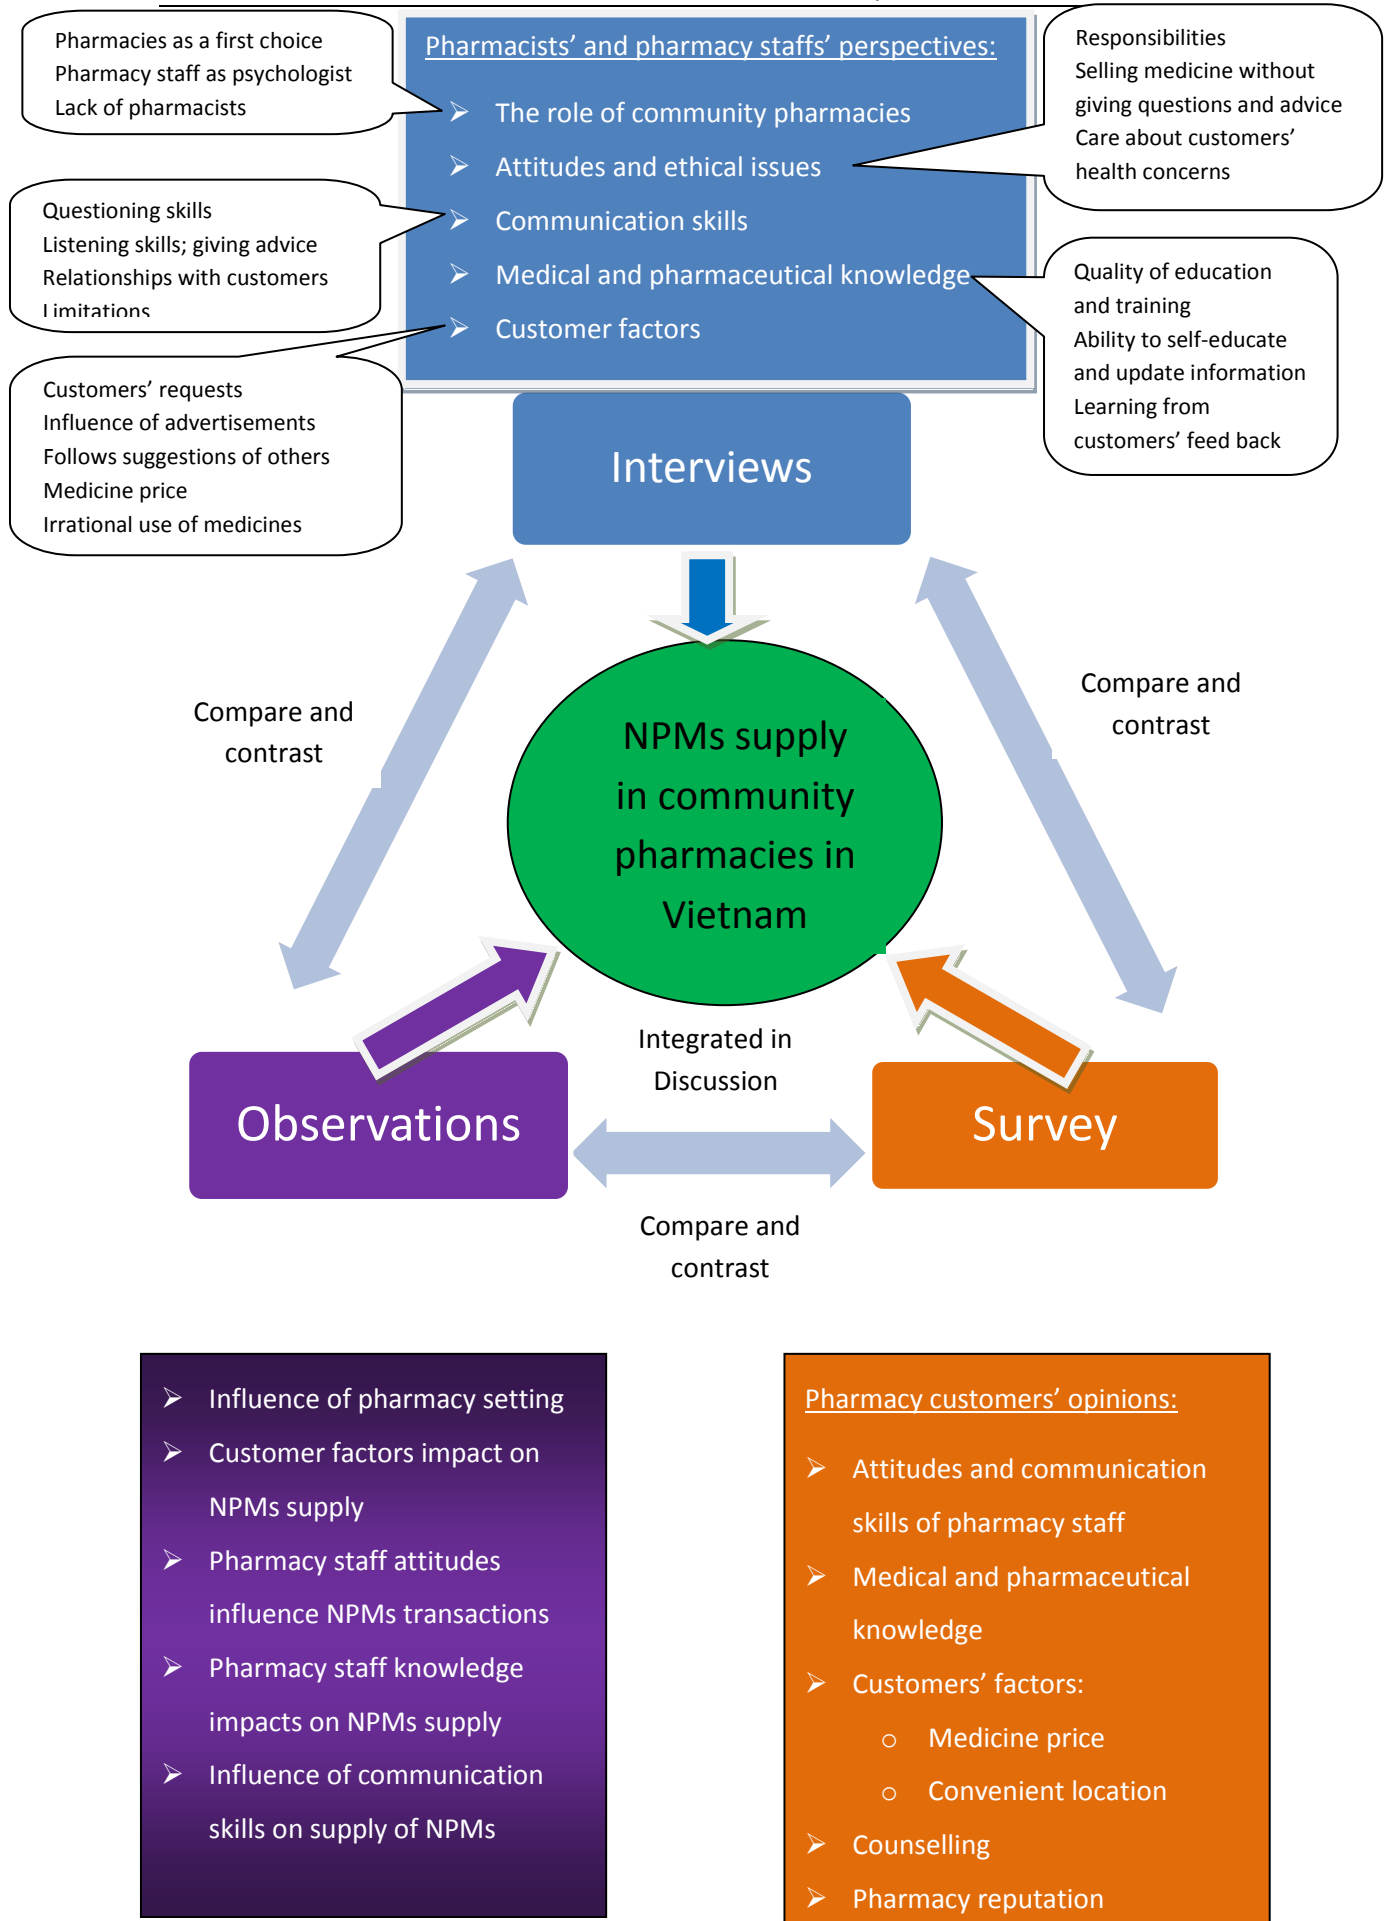 Pharmacies as a first choice
Pharmacy staff as psychologist
Lack of pharmacists
Pharmacists’ and pharmacy staffs’ perspectives:
➢ The role of community pharmacies
➢ Attitudes and ethical issues
➢ Communication skills
➢ Medical and pharmaceutical knowledge
➢ Customer factors
Responsibilities
Selling medicine without
giving questions and advice
Care about customers’
health concerns
Questioning skills
Listening skills; giving advice
Relationships with customers
Limitations
Quality of education
and training
Ability to self-educate
and update information
Learning from
customers’ feed back
Customers’ requests
Influence of advertisements
Follows suggestions of others
Medicine price
Irrational use of medicines
Interviews
Compare and
contrast
Compare and
contrast
NPMs supply
in community
pharmacies in
Vietnam
Integrated in
Discussion
Observations
Survey
Compare and
contrast
➢ Influence of pharmacy setting
➢ Customer factors impact on
NPMs supply
➢ Pharmacy staff attitudes
influence NPMs transactions
➢ Pharmacy staff knowledge
impacts on NPMs supply
➢ Influence of communication
skills on supply of NPMs
Pharmacy customers’ opinions:
➢ Attitudes and communication
skills of pharmacy staff
➢ Medical and pharmaceutical
knowledge
➢ Customers’ factors:
o Medicine price
o Convenient location
➢ Counselling
➢ Pharmacy reputation